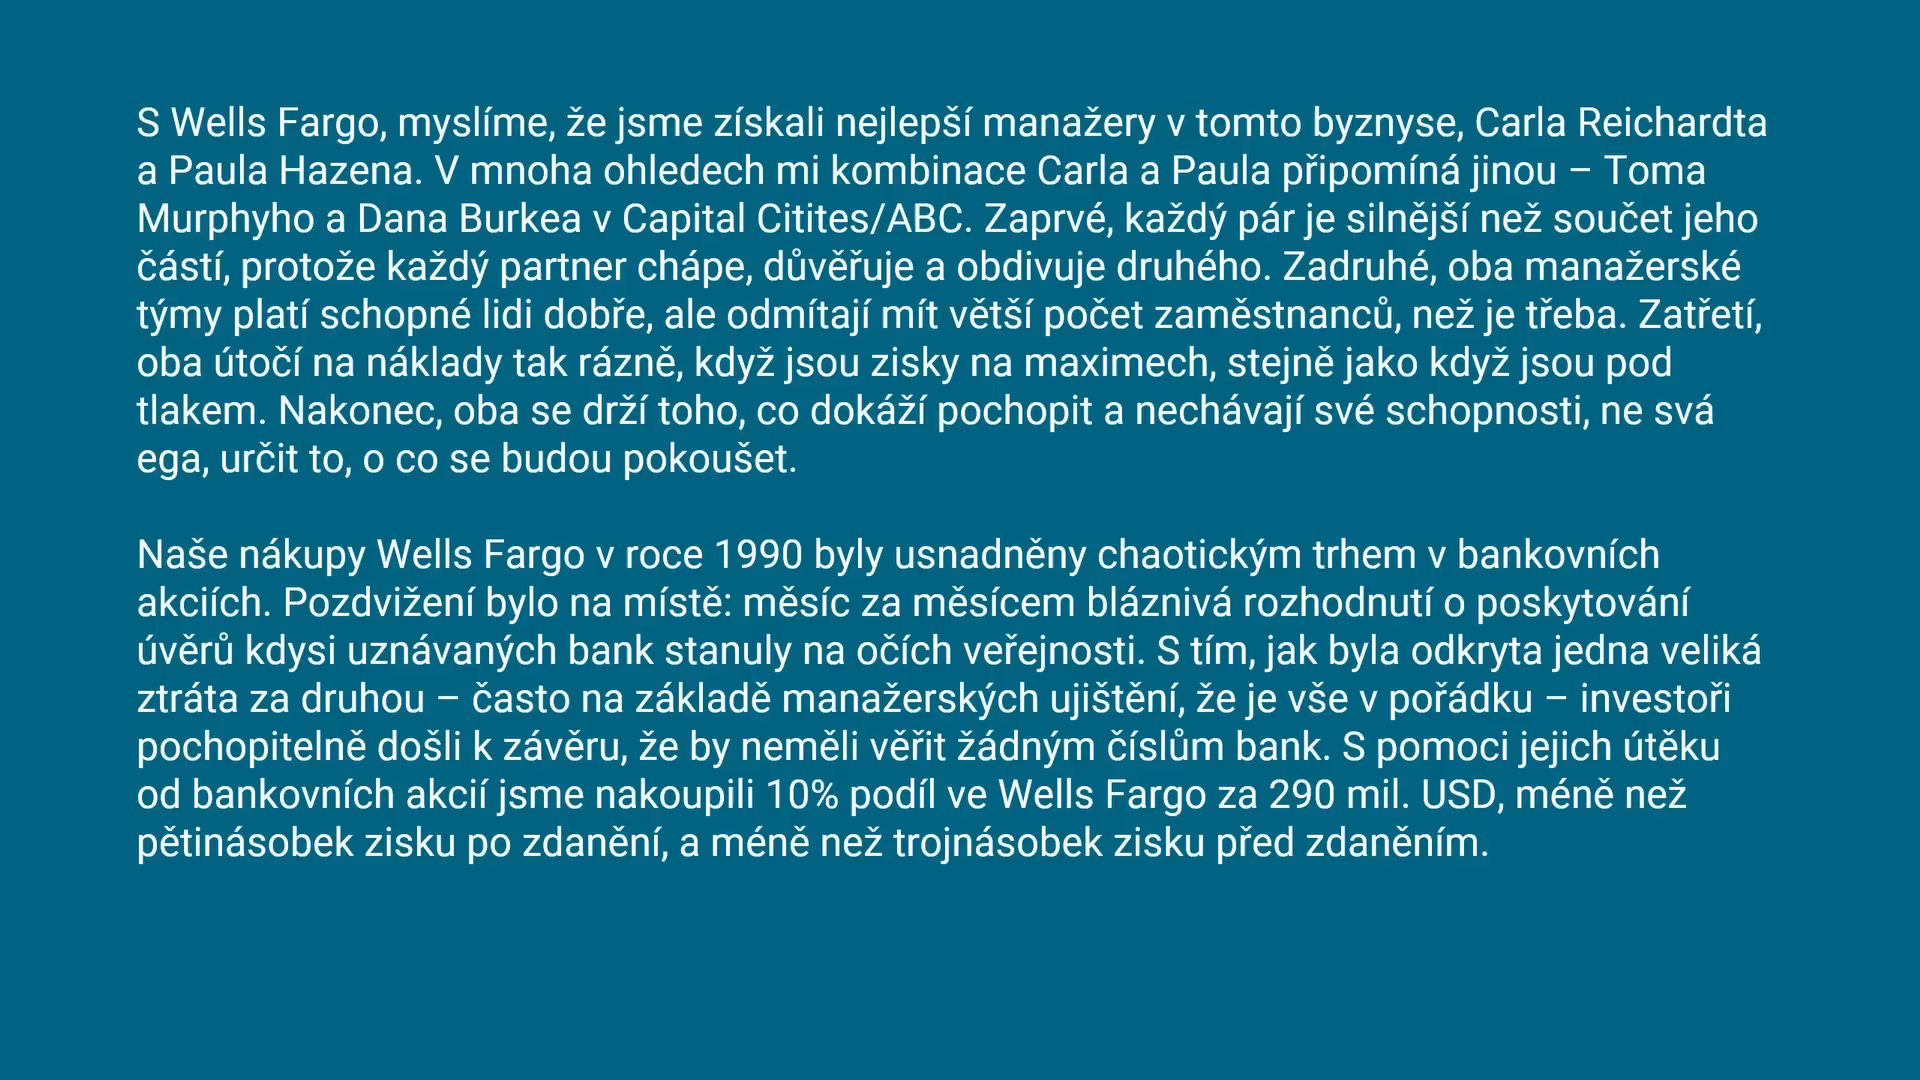 S Wells Fargo, myslíme, že jsme získali nejlepší manažery v tomto byznyse, Carla Reichardta
a Paula Hazena. V mnoha ohledech mi kombinace Carla a Paula připomíná jinou – Toma
Murphyho a Dana Burkea v Capital Citites/ABC. Zaprvé, každý pár je silnější než součet jeho
částí, protože každý partner chápe, důvěřuje a obdivuje druhého. Zadruhé, oba manažerské
týmy platí schopné lidi dobře, ale odmítají mít větší počet zaměstnanců, než je třeba. Zatřetí,
oba útočí na náklady tak rázně, když jsou zisky na maximech, stejně jako když jsou pod
tlakem. Nakonec, oba se drží toho, co dokáží pochopit a nechávají své schopnosti, ne svá
ega, určit to, o co se budou pokoušet.
Naše nákupy Wells Fargo v roce 1990 byly usnadněny chaotickým trhem v bankovních
akciích. Pozdvižení bylo na místě: měsíc za měsícem bláznivá rozhodnutí o poskytování
úvěrů kdysi uznávaných bank stanuly na očích veřejnosti. S tím, jak byla odkryta jedna veliká
ztráta za druhou – často na základě manažerských ujištění, že je vše v pořádku – investoři
pochopitelně došli k závěru, že by neměli věřit žádným číslům bank. S pomoci jejich útěku
od bankovních akcií jsme nakoupili 10% podíl ve Wells Fargo za 290 mil. USD, méně než
pětinásobek zisku po zdanění, a méně než trojnásobek zisku před zdaněním.